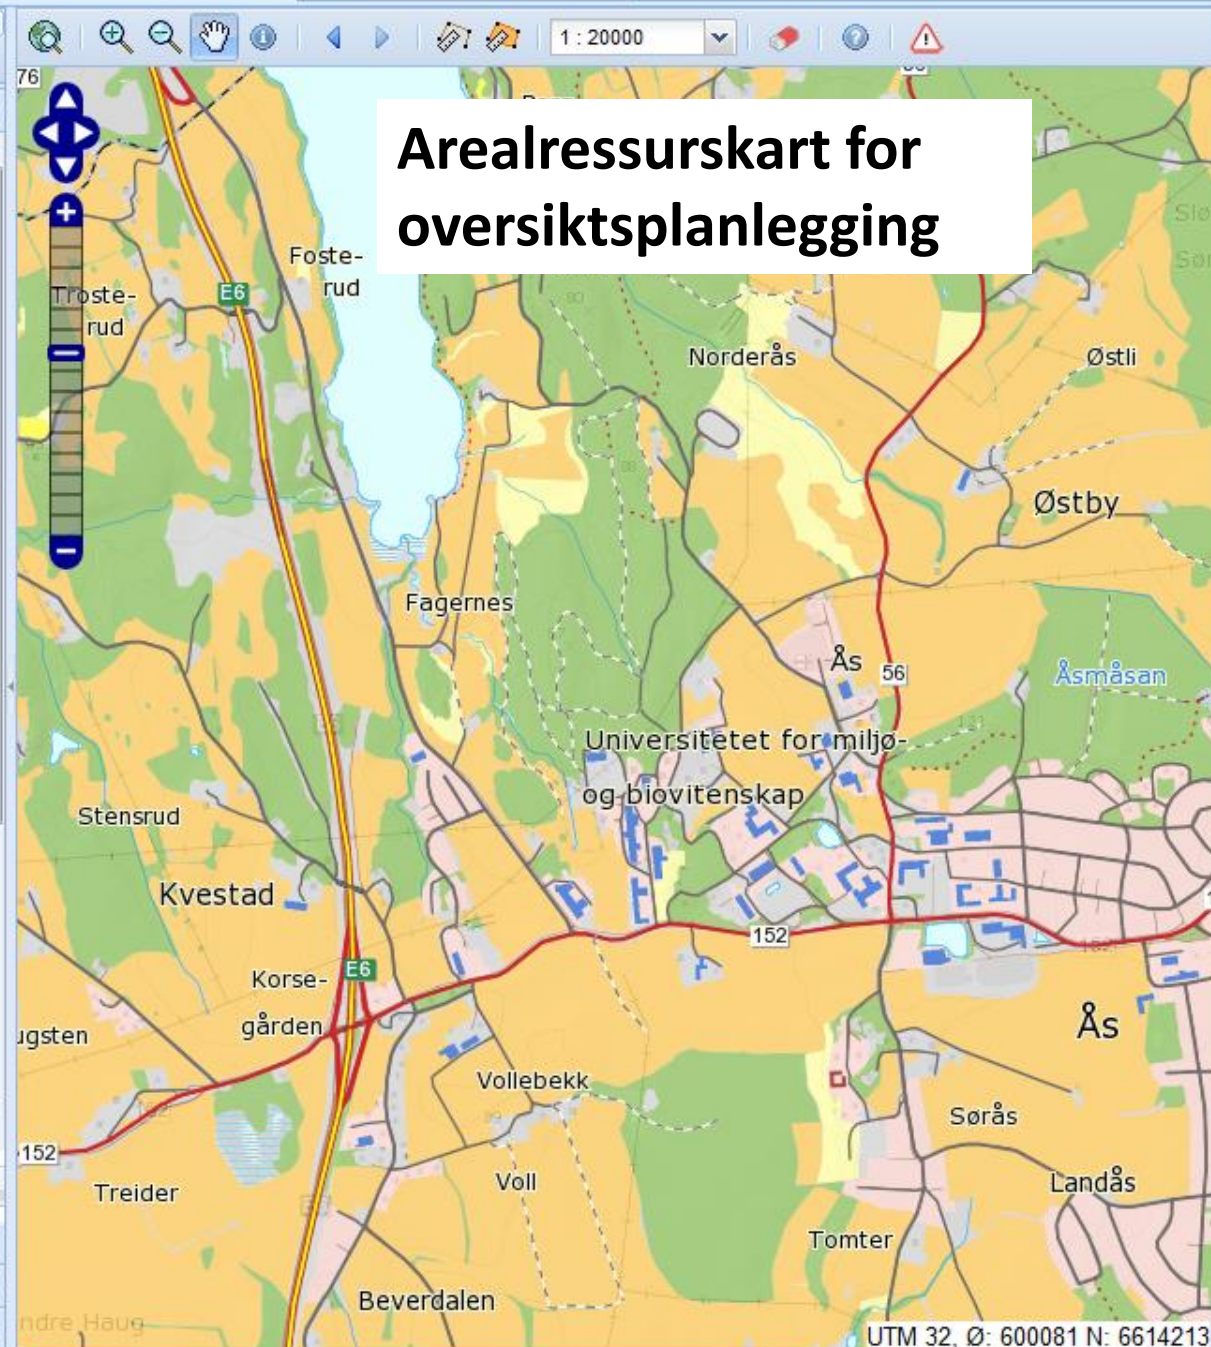 1 : 20000
76
Arealressurskart for
oversiktsplanlegging
Foste-
rud
E6
Troste-
rud
Norderås
Østli
Østby
Fagernes
Ås
56
Åsmåsan
Universitetet for miljø-
og biovitenskap
Stensrud
Kvestad
152
E6
Korse-
gården
Ås
ugsten
Vollebekk
Sørås
152
Treider
Voll
Landås
Tomter
Beverdalen
ndre Haug
UTM 32, Ø: 600081 N: 6614213